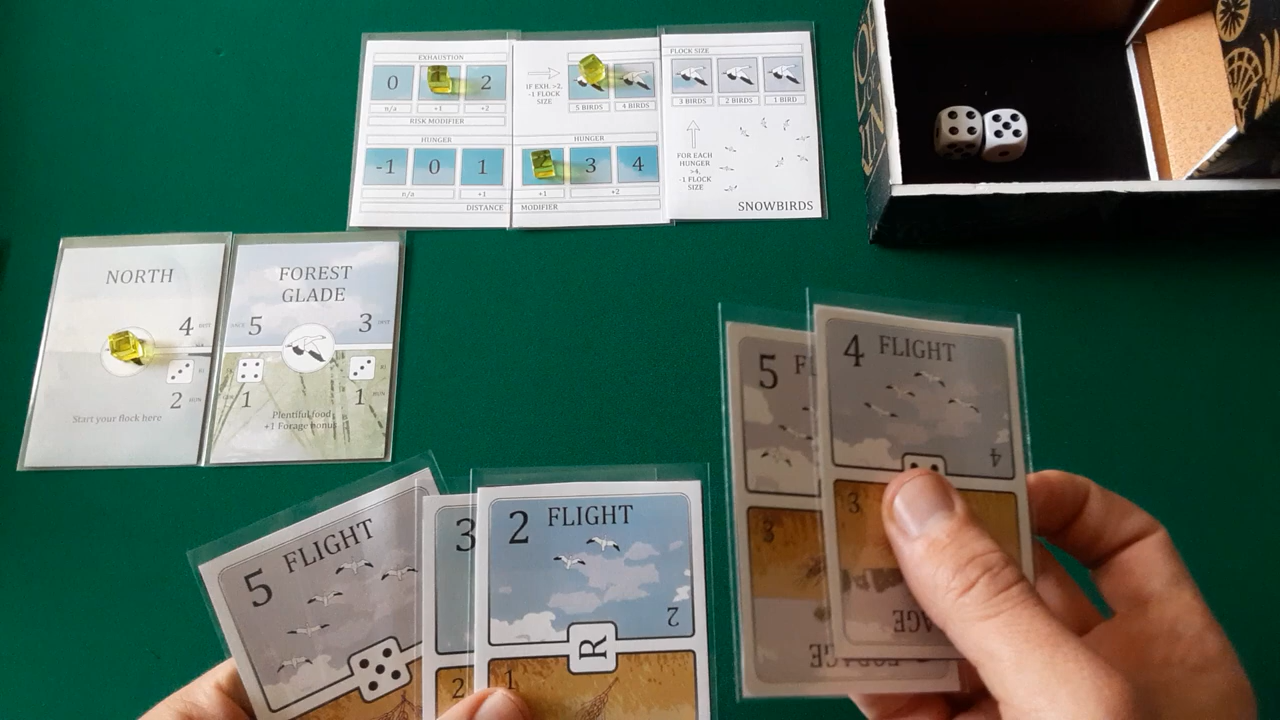 EXHAUSTION
0
2
n/a
+1
+2
RISK MODIFIER
HUNGER
-1
0
1
n/a
+1
DISTANCE
IF EXH. >2,
-1 FLOCK
SIZE
5 BIRDS
4 BIRDS
HUNGER
3
4
+1
+2
MODIFIER
FLOCK SIZE
3 BIRDS
2 BIRDS
1 BIRD
FOR EACH
HUNGER
>4,
-1 FLOCK
SIZE
SNOWBIRDS
NORTH
4
2
Start your flock here
FOREST
GLADE
5
3
1
1
Plentiful food,
+1 Forage bonus
5 FLIGHT
3
2
2 FLIGHT
2
R
1
5 FL
3
4 FLIGHT
4
3
FORAGE